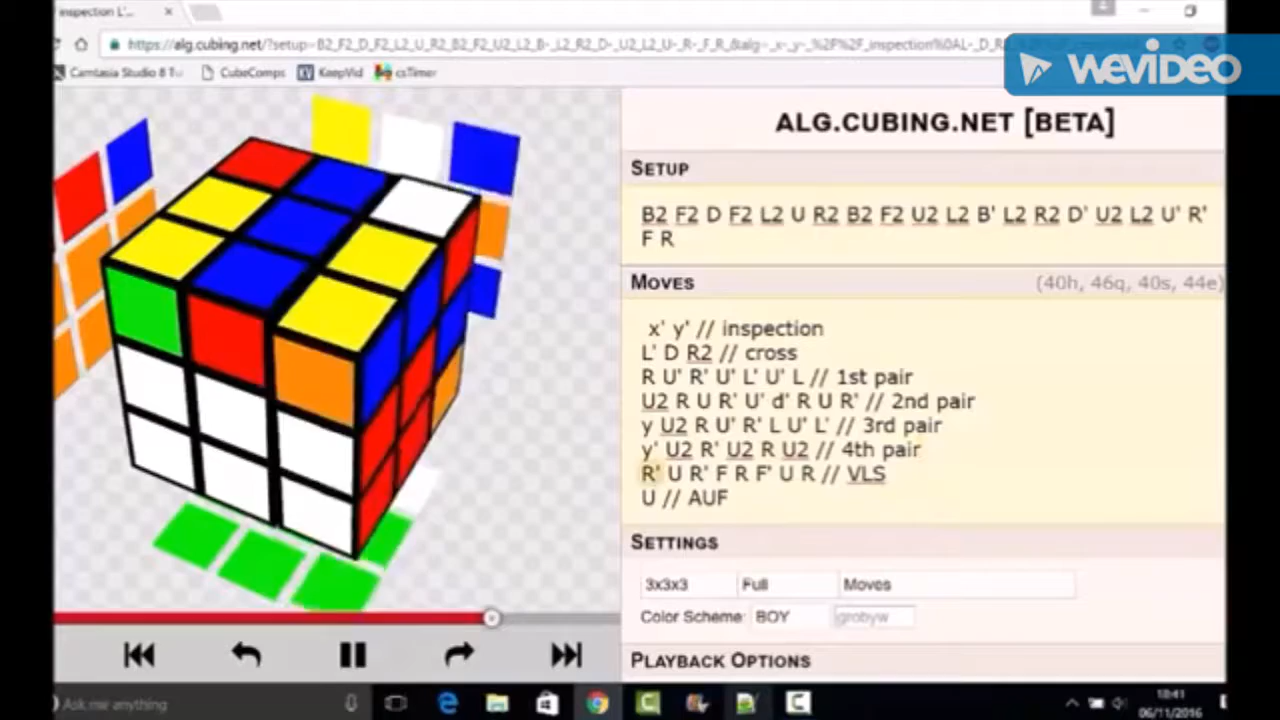 inspection L'...
https://alg.cubing.net/?setup=B2_F2_D_F2_L2_U_R2_B2_F2_U2_L2_B-_L2_R2_D-_U2_L2_U-_R-_F_R_&alg=_x-_y-_%2F%2F_inspection%0AL-_D_R2_
wevideo
Camtasia Studio 8 Tu
CubeComps
KeepVid
csTimer
ALG.CUBING.NET [BETA]
SETUP
B2 F2 D F2 L2 U R2 B2 F2 U2 L2 B' L2 R2 D' U2 L2 U' R'
F R
MOVES (40h, 46q, 40s, 44e)
x' y' // inspection
L' D R2 // cross
R U' R' U' L' U' L // 1st pair
U2 R U R' U' d' R U R' // 2nd pair
y U2 R U' R' L U' L' // 3rd pair
y' U2 R' U2 R U2 // 4th pair
R' U R' F R F' U R // VLS
U // AUF
SETTINGS
3x3x3 Full Moves
Color Scheme: BOY grobyw
PLAYBACK OPTIONS
Ask me anything
18:41
06/11/2016